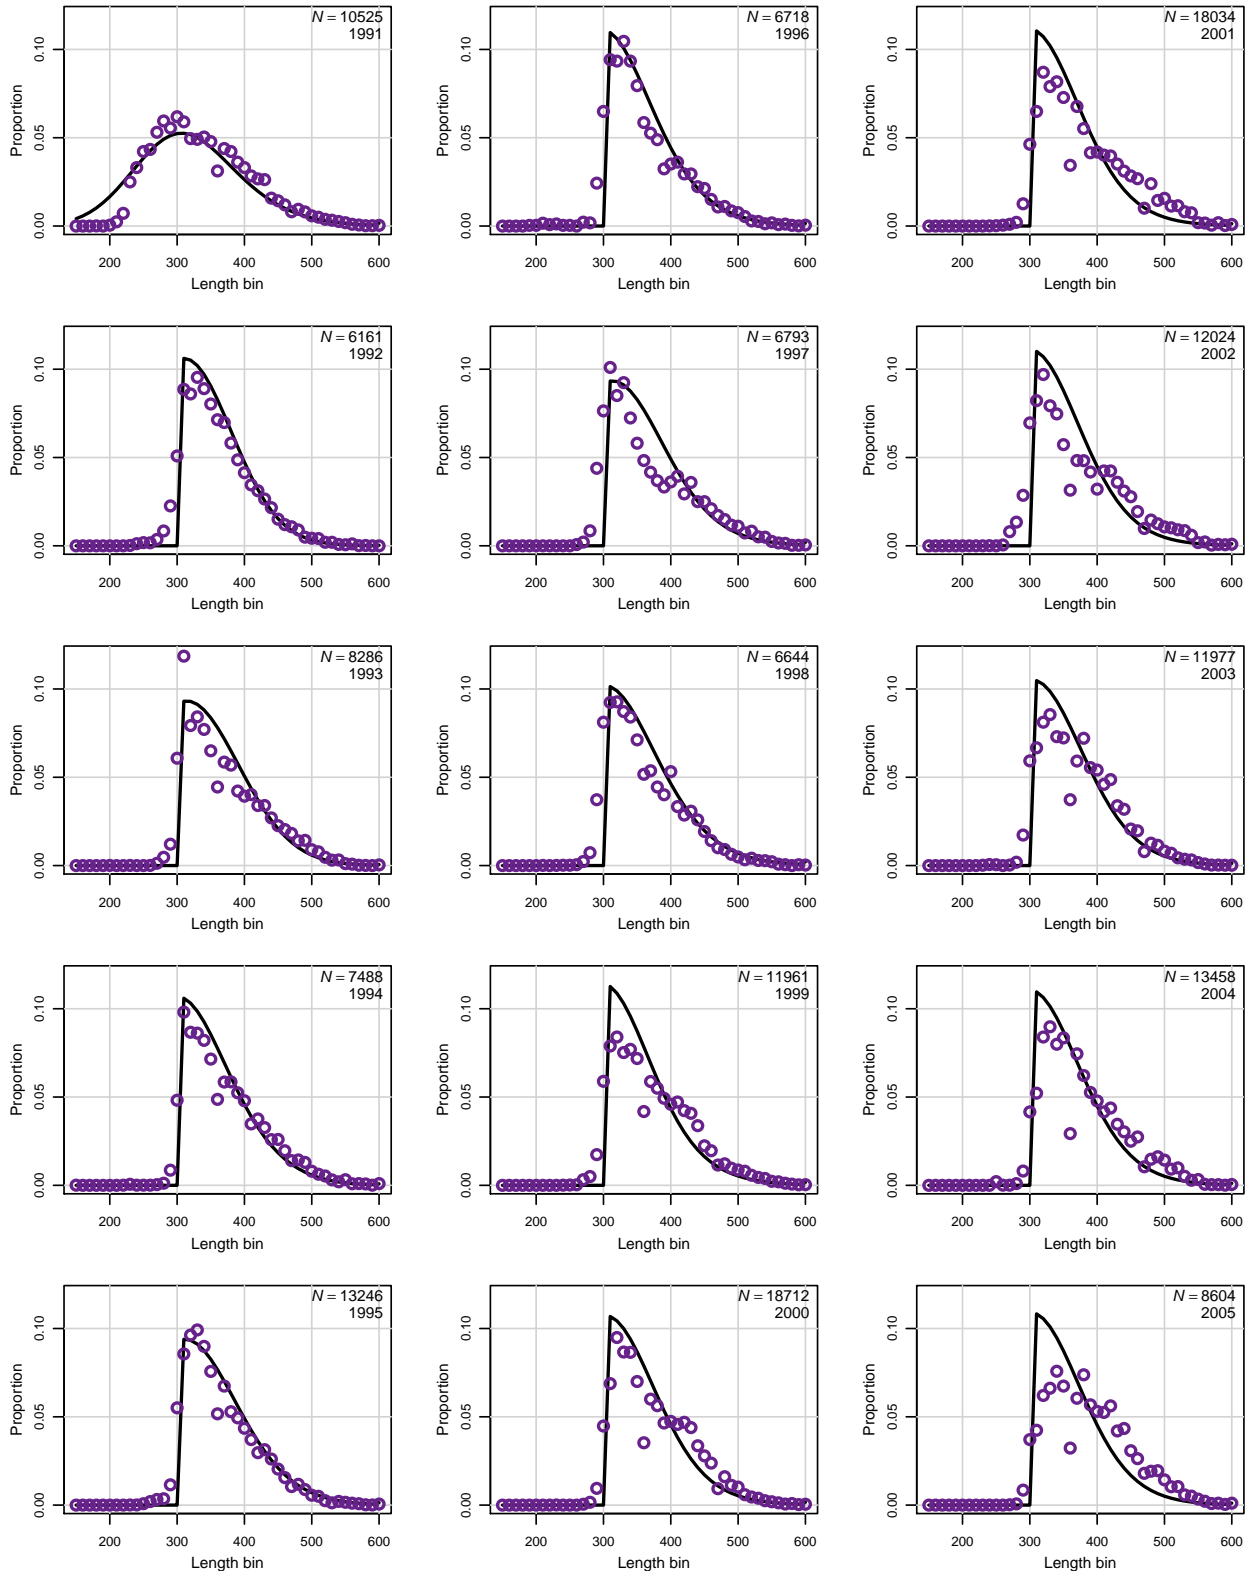 N = 10525
1991
Proportion
0.00 0.05 0.10
200 300 400 500 600
Length bin
N = 6718
1996
Proportion
0.00 0.05 0.10
200 300 400 500 600
Length bin
N = 18034
2001
Proportion
0.00 0.05 0.10
200 300 400 500 600
Length bin
N = 6161
1992
Proportion
0.00 0.05 0.10
200 300 400 500 600
Length bin
N = 6793
1997
Proportion
0.00 0.05 0.10
200 300 400 500 600
Length bin
N = 12024
2002
Proportion
0.00 0.05 0.10
200 300 400 500 600
Length bin
N = 8286
1993
Proportion
0.00 0.05 0.10
200 300 400 500 600
Length bin
N = 6644
1998
Proportion
0.00 0.05 0.10
200 300 400 500 600
Length bin
N = 11977
2003
Proportion
0.00 0.05 0.10
200 300 400 500 600
Length bin
N = 7488
1994
Proportion
0.00 0.05 0.10
200 300 400 500 600
Length bin
N = 11961
1999
Proportion
0.00 0.05 0.10
200 300 400 500 600
Length bin
N = 13458
2004
Proportion
0.00 0.05 0.10
200 300 400 500 600
Length bin
N = 13246
1995
Proportion
0.00 0.05 0.10
200 300 400 500 600
Length bin
N = 18712
2000
Proportion
0.00 0.05 0.10
200 300 400 500 600
Length bin
N = 8604
2005
Proportion
0.00 0.05 0.10
200 300 400 500 600
Length bin